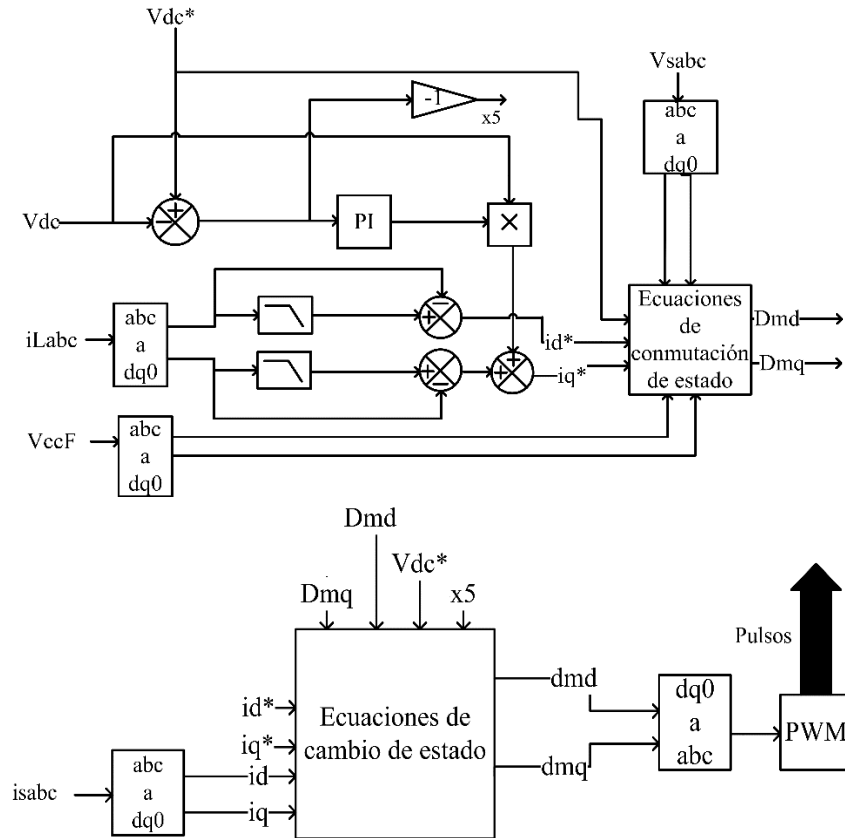 Vdc*
Vsabc
-1
x5
abc
a
dq0
+
−
Vdc
PI
×
Ecuaciones
de
conmutación
de estado
Dmd
Dmq
iLabc
abc
a
dq0
−
+
id*
+
−
+
+
iq*
VccF
abc
a
dq0
Dmd
Vdc*
Dmq
x5
Pulsos
id*
iq*
id
iq
Ecuaciones de
cambio de estado
dmd
dmq
dq0
a
abc
PWM
isabc
abc
a
dq0